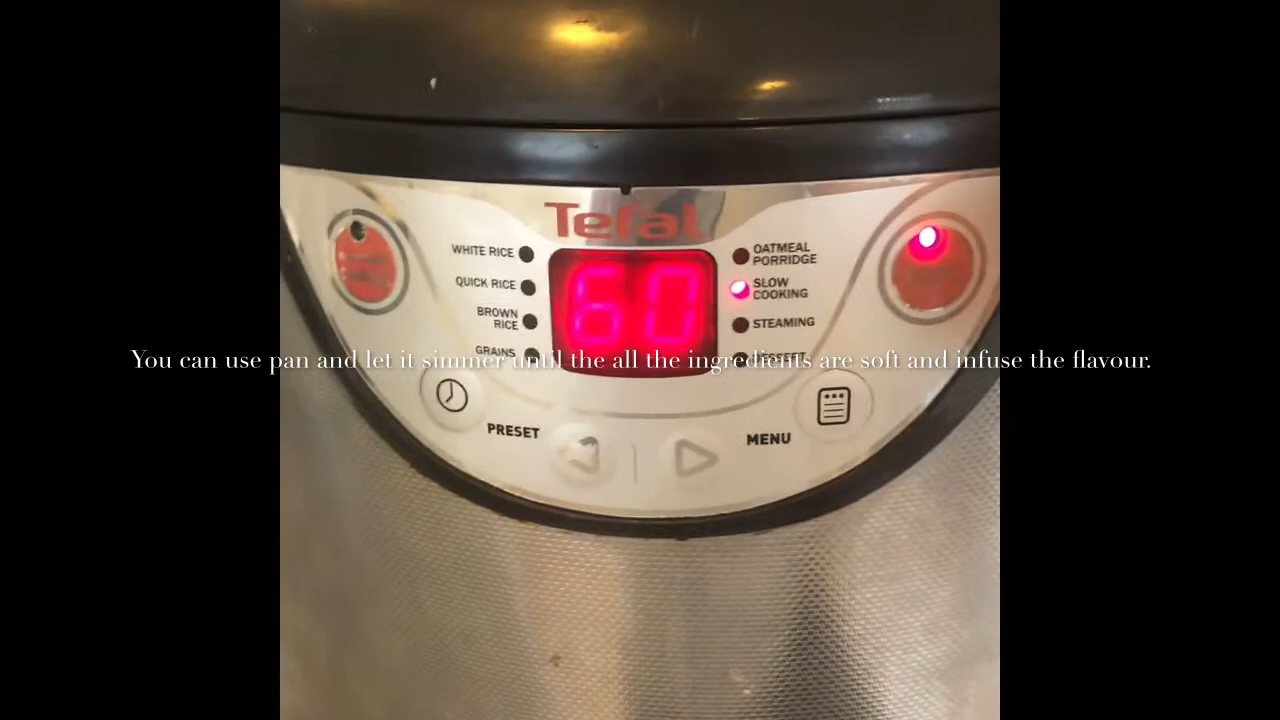 Tefal
WHITE RICE
QUICK RICE
BROWN
RICE
GRAINS
60
OATMEAL
PORRIDGE
SLOW
COOKING
STEAMING
You can use pan and let it simmer until the all the ingredients are soft and infuse the flavour.
PRESET
MENU